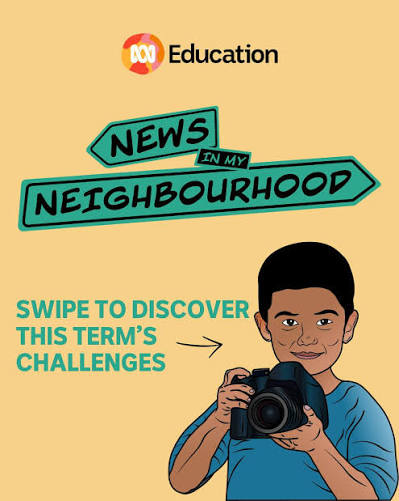 Education
NEWS
IN MY
NEIGHBOURHOOD
SWIPE TO DISCOVER
THIS TERM'S
CHALLENGES